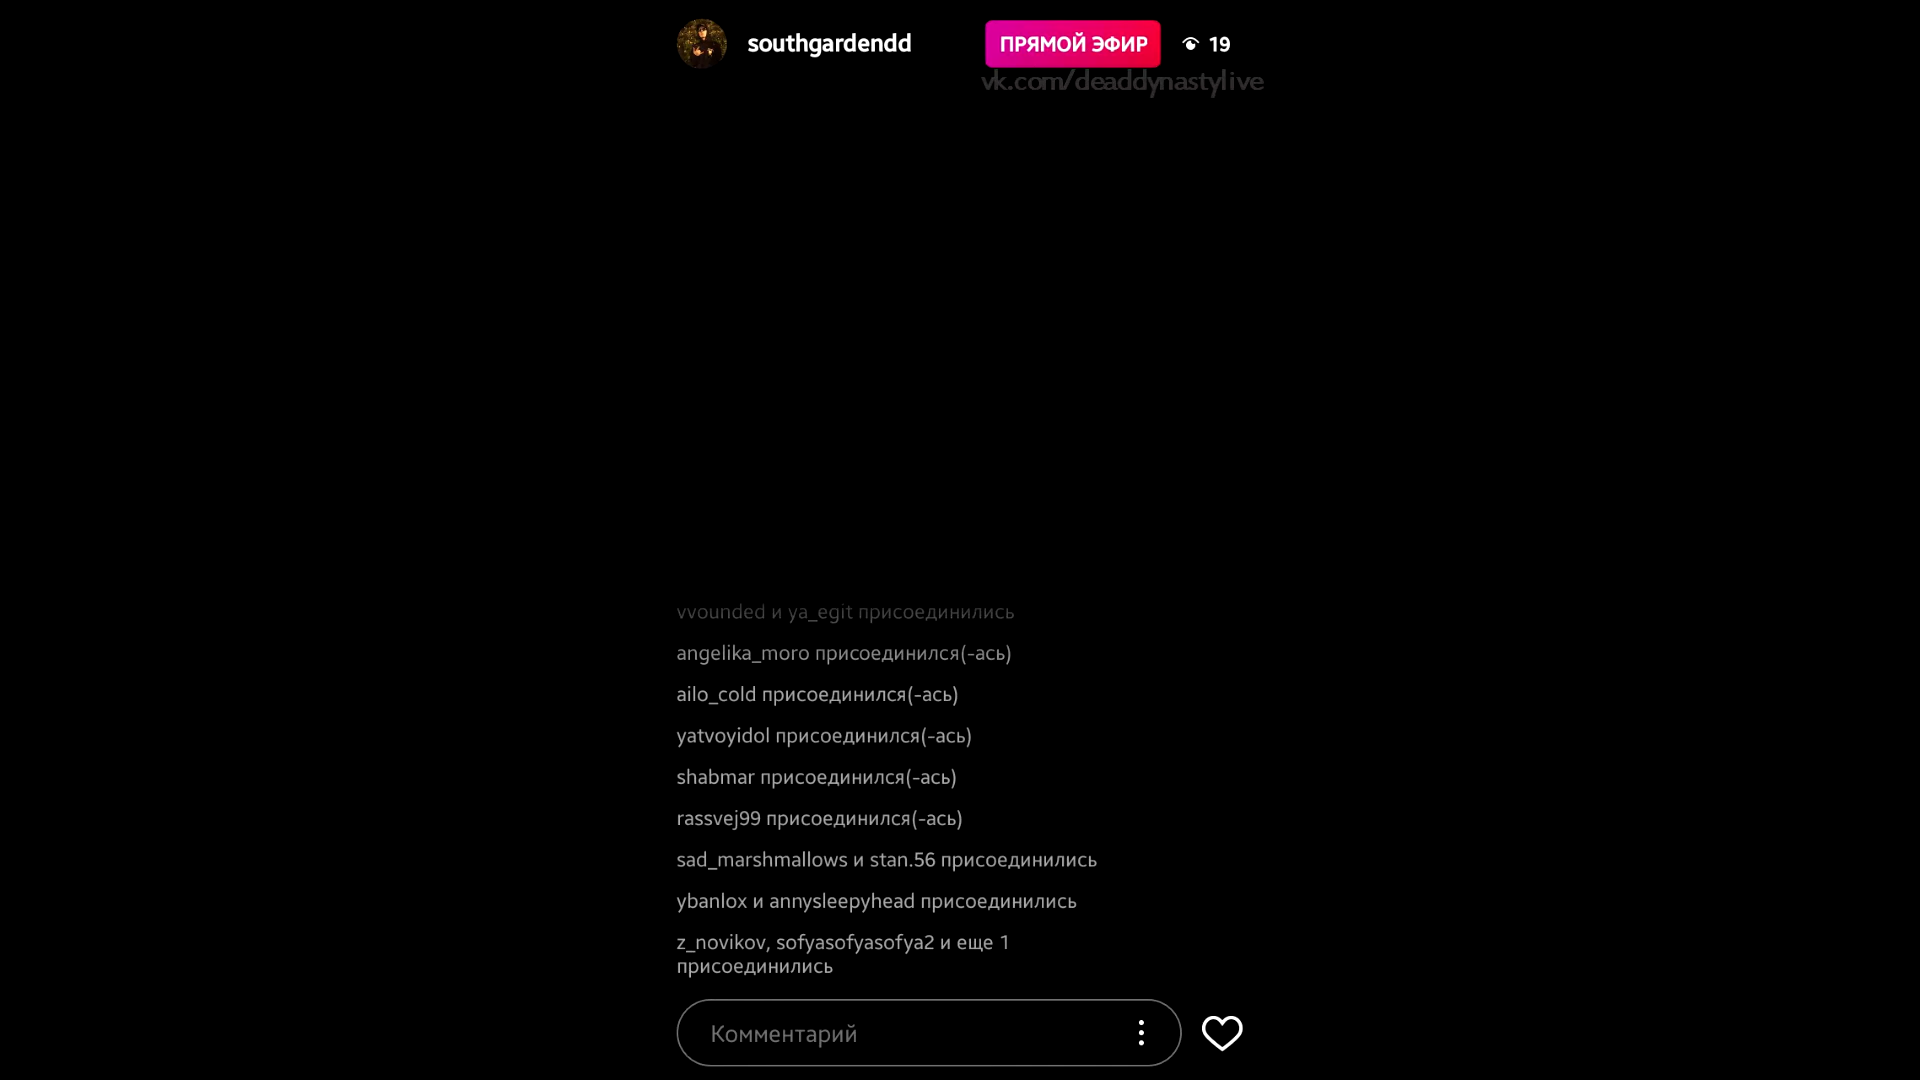 southgardendd
ПРЯМОЙ ЭФИР
19
vk.com/deaddynastylive
vvounded и ya_egit присоединились
angelika_moro присоединился(-ась)
ailo_cold присоединился(-ась)
yatvoyidol присоединился(-ась)
shabmar присоединился(-ась)
rassvej99 присоединился(-ась)
sad_marshmallows и stan.56 присоединились
ybanlox и annysleepyhead присоединились
z_novikov, sofyasofyasofya2 и еще 1
присоединились
Комментарий